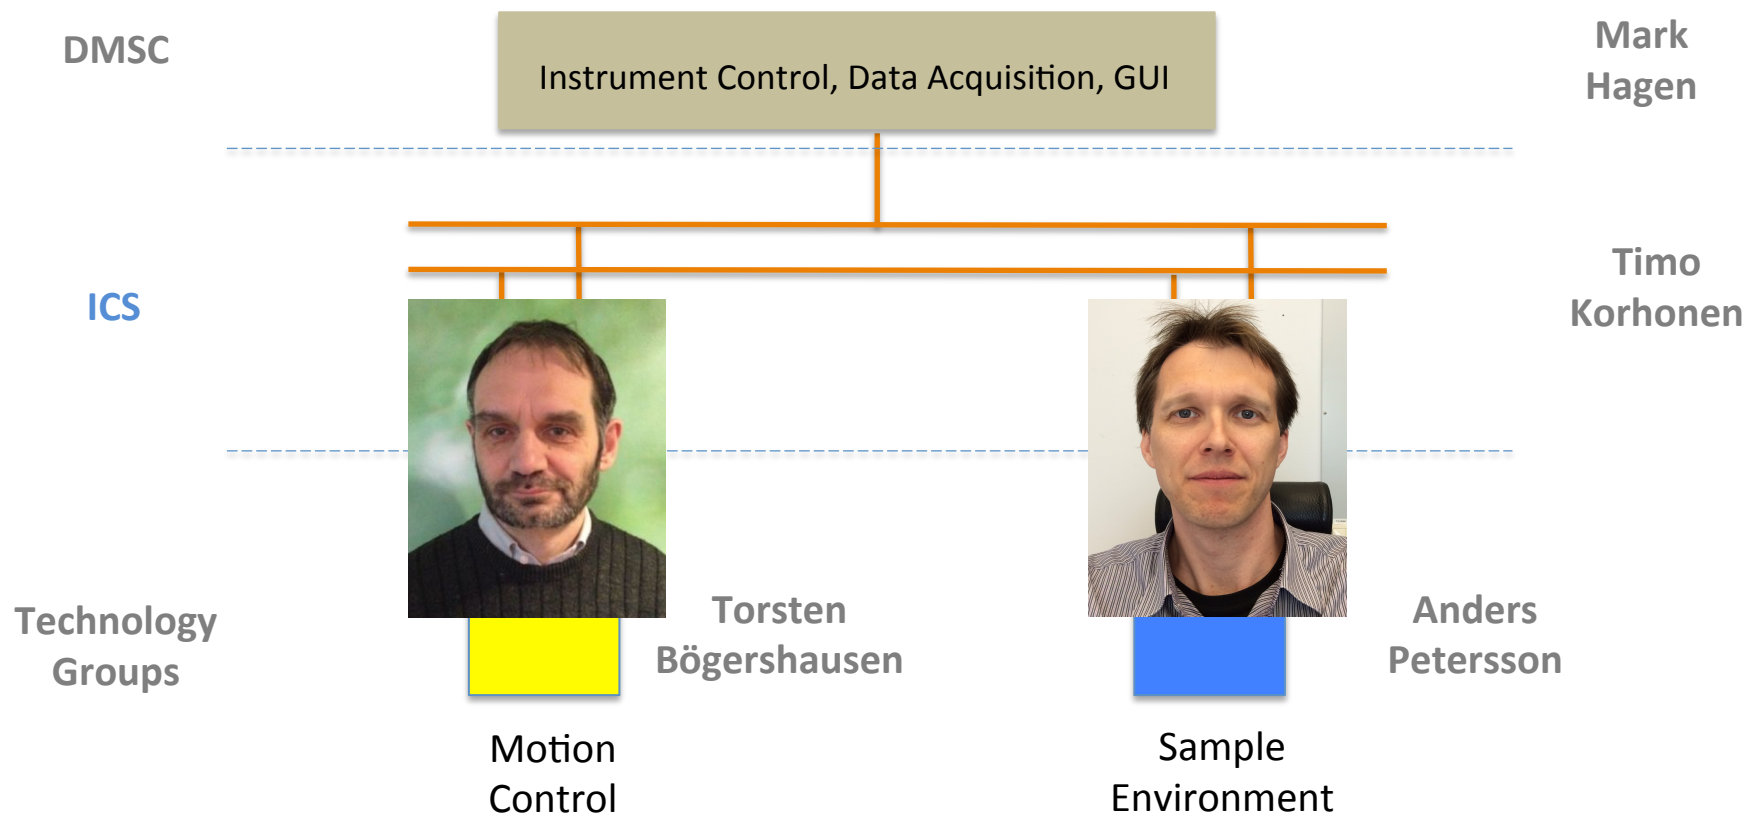 DMSC
Instrument Control, Data Acquisition, GUI
Mark
Hagen
ICS
Timo
Korhonen
Technology
Groups
Torsten
Bögershausen
Anders
Petersson
Motion
Control
Sample
Environment